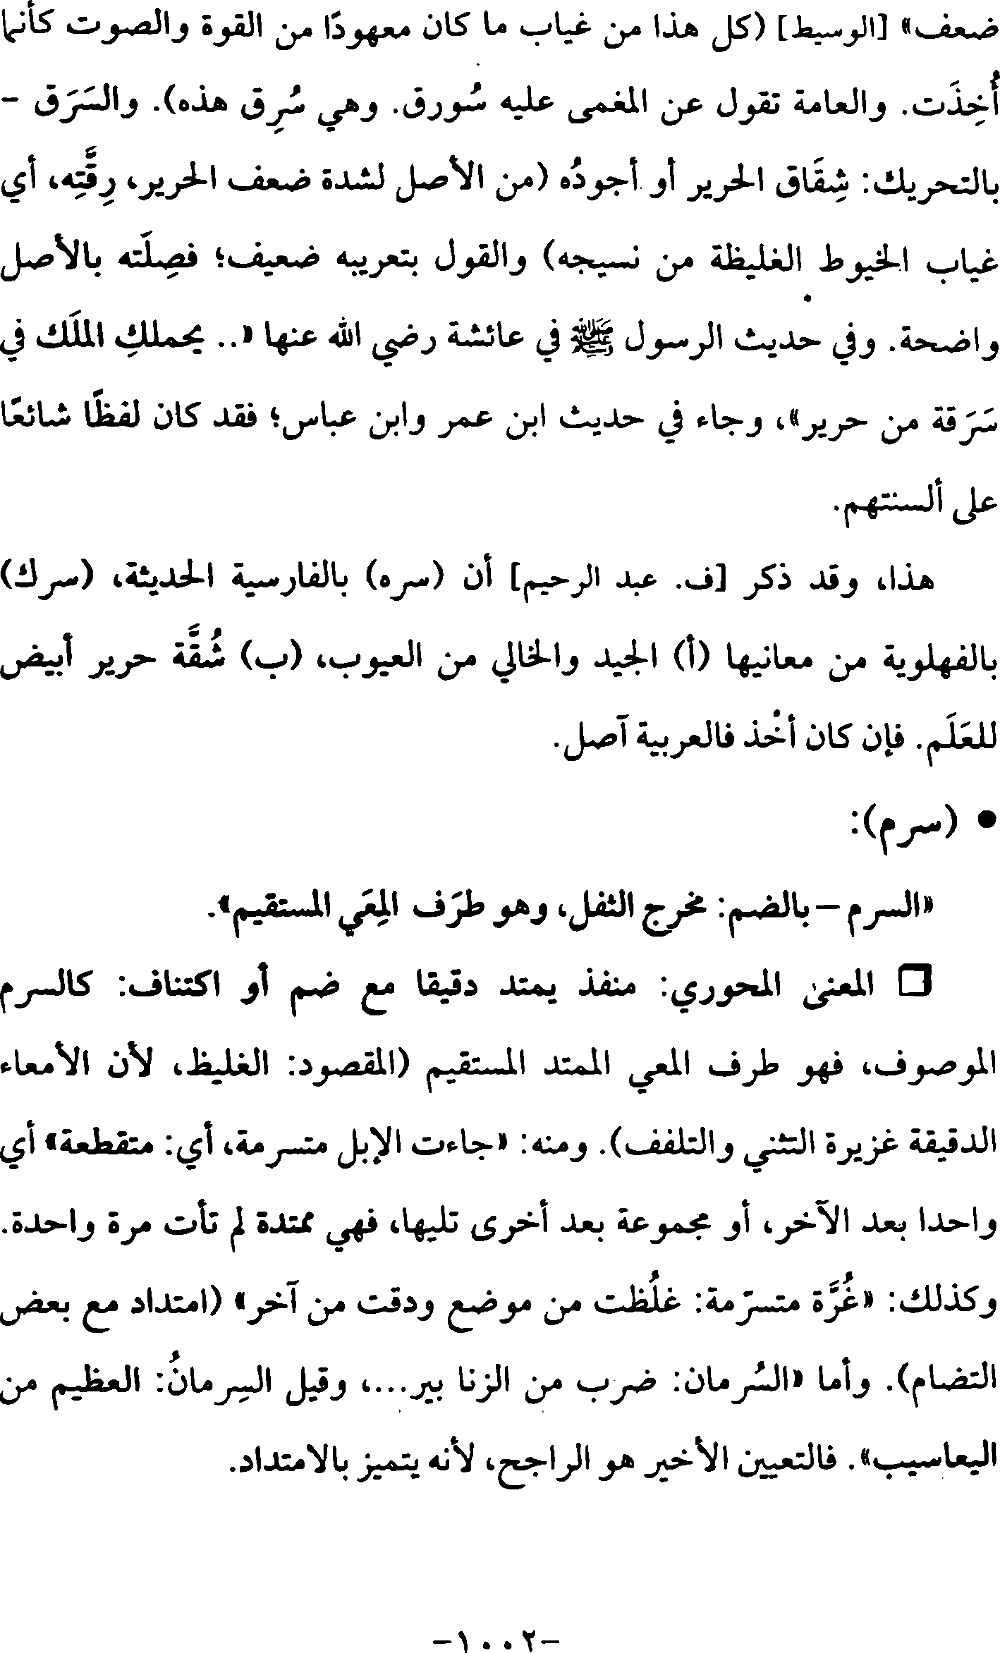 ضعف» [الوسيط] (كل هذا من غياب ما كان معهودًا من القوة والصوت كأنما
أُخِذَت. والعامة تقول عن المغمى عليه سُورق. وهي سُرِق هذه). والسَرَق –
بالتحريك: شِقَاق الحرير أو أجودُه (من الأصل لشدة ضعف الحرير، رِقَّتِه، أي
غياب الخيوط الغليظة من نسيجه) والقول بتعريبه ضعيف؛ فصِلَته بالأصل
واضحة. وفي حديث الرسول ﷺ في عائشة رضي الله عنها «.. يحملكِ الملَك في
سَرَقة من حرير»، وجاء في حديث ابن عمر وابن عباس؛ فقد كان لفظًا شائعًا
على ألسنتهم.
هذا، وقد ذكر [ف. عبد الرحيم] أن (سره) بالفارسية الحديثة، (سرك)
بالفهلوية من معانيها (أ) الجيد والخالي من العيوب، (ب) شُقَّة حرير أبيض
للعَلَم. فإن كان أخْذ فالعربية آصل.
• (سرم):
«السرم – بالضم: مخرج الثفل، وهو طرَف المِعَي المستقيم».
❒ المعنىٰ المحوري: منفذ يمتد دقيقا مع ضم أو اكتناف: كالسرم
الموصوف، فهو طرف المعي الممتد المستقيم (المقصود: الغليظ، لأن الأمعاء
الدقيقة غزيرة التثني والتلفف). ومنه: «جاءت الإبل متسرمة، أي: متقطعة» أي
واحدا بعد الآخر، أو مجموعة بعد أخرى تليها، فهي ممتدة لم تأت مرة واحدة.
وكذلك: «غُرَّة متسرّمة: غلُظت من موضع ودقت من آخر» (امتداد مع بعض
التضام). وأما «السُرمان: ضرب من الزنا بير...، وقيل السِرمانُ: العظيم من
اليعاسيب». فالتعيين الأخير هو الراجح، لأنه يتميز بالامتداد.
-١٠٠٢-